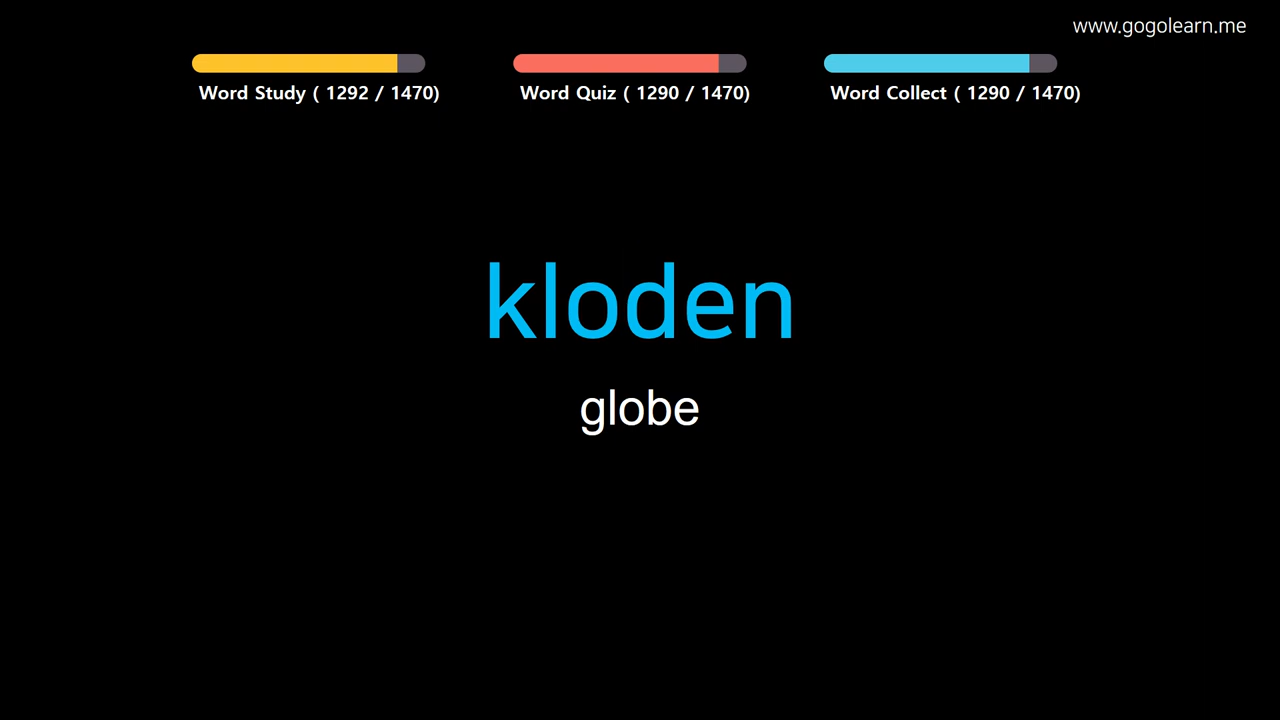 www.gogolearn.me
Word Study ( 1292 / 1470)
Word Quiz ( 1290 / 1470)
Word Collect ( 1290 / 1470)
kloden
globe